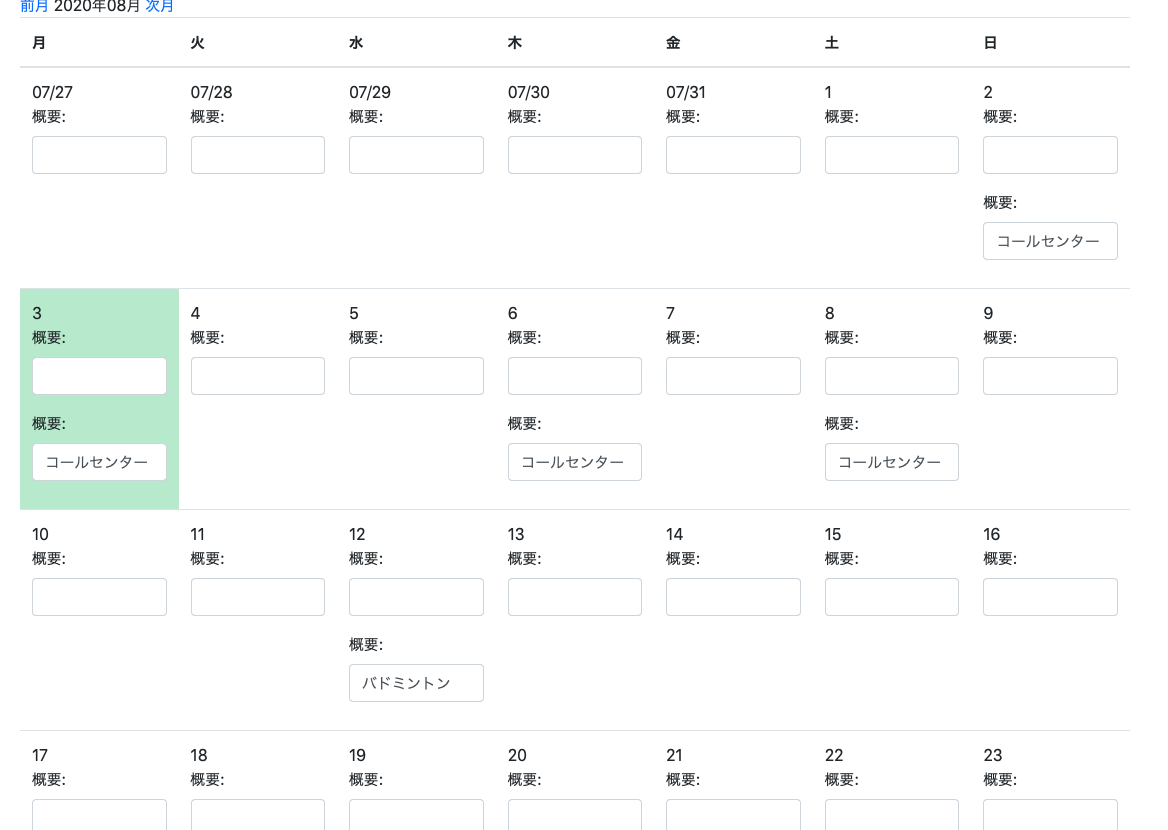 前月 2020年08月 次月
月 火 水 木 金 土 日
07/27 07/28 07/29 07/30 07/31 1 2
概要: 概要: 概要: 概要: 概要: 概要: 概要:
概要:
コールセンター
3 4 5 6 7 8 9
概要: 概要: 概要: 概要: 概要: 概要: 概要:
概要: 概要: 概要:
コールセンター コールセンター コールセンター
10 11 12 13 14 15 16
概要: 概要: 概要: 概要: 概要: 概要: 概要:
概要:
バドミントン
17 18 19 20 21 22 23
概要: 概要: 概要: 概要: 概要: 概要: 概要: